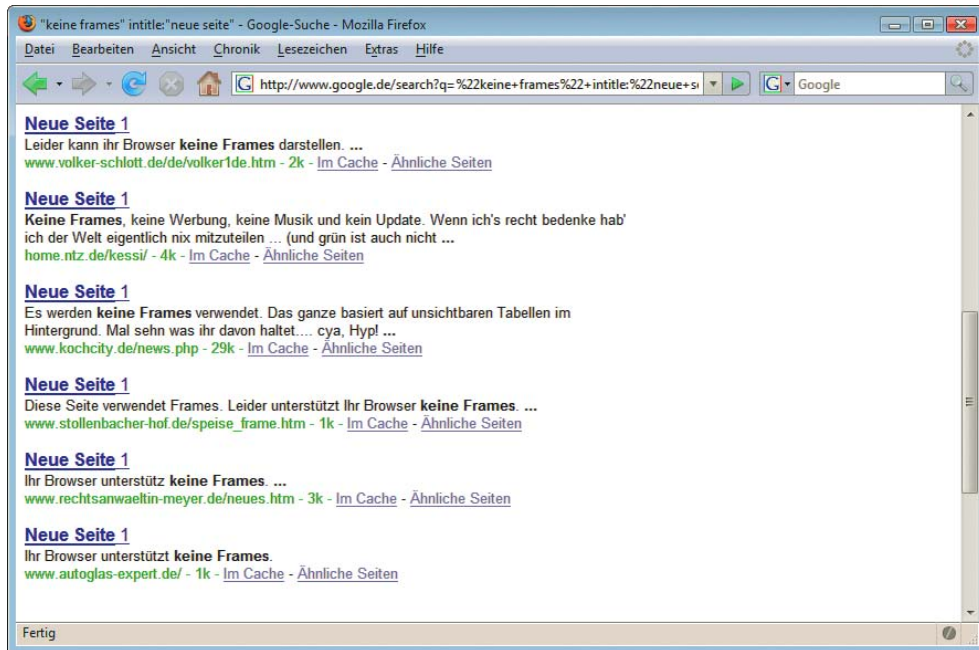 "keine frames" intitle:"neue seite" - Google-Suche - Mozilla Firefox
Datei Bearbeiten Ansicht Chronik Lesezeichen Extras Hilfe
G http://www.google.de/search?q=%22keine+frames%22+intitle:%22neue+s G Google
Neue Seite 1
Leider kann ihr Browser keine Frames darstellen. ...
www.volker-schlott.de/de/volker1de.htm - 2k - Im Cache - Ähnliche Seiten
Neue Seite 1
Keine Frames, keine Werbung, keine Musik und kein Update. Wenn ich's recht bedenke hab'
ich der Welt eigentlich nix mitzuteilen ... (und grün ist auch nicht ...
home.ntz.de/kessi/ - 4k - Im Cache - Ähnliche Seiten
Neue Seite 1
Es werden keine Frames verwendet. Das ganze basiert auf unsichtbaren Tabellen im
Hintergrund. Mal sehn was ihr davon haltet.... cya, Hyp! ...
www.kochcity.de/news.php - 29k - Im Cache - Ähnliche Seiten
Neue Seite 1
Diese Seite verwendet Frames. Leider unterstützt Ihr Browser keine Frames. ...
www.stollenbacher-hof.de/speise_frame.htm - 1k - Im Cache - Ähnliche Seiten
Neue Seite 1
Ihr Browser unterstütz keine Frames. ...
www.rechtsanwaeltin-meyer.de/neues.htm - 3k - Im Cache - Ähnliche Seiten
Neue Seite 1
Ihr Browser unterstützt keine Frames.
www.autoglas-expert.de/ - 1k - Im Cache - Ähnliche Seiten
Fertig